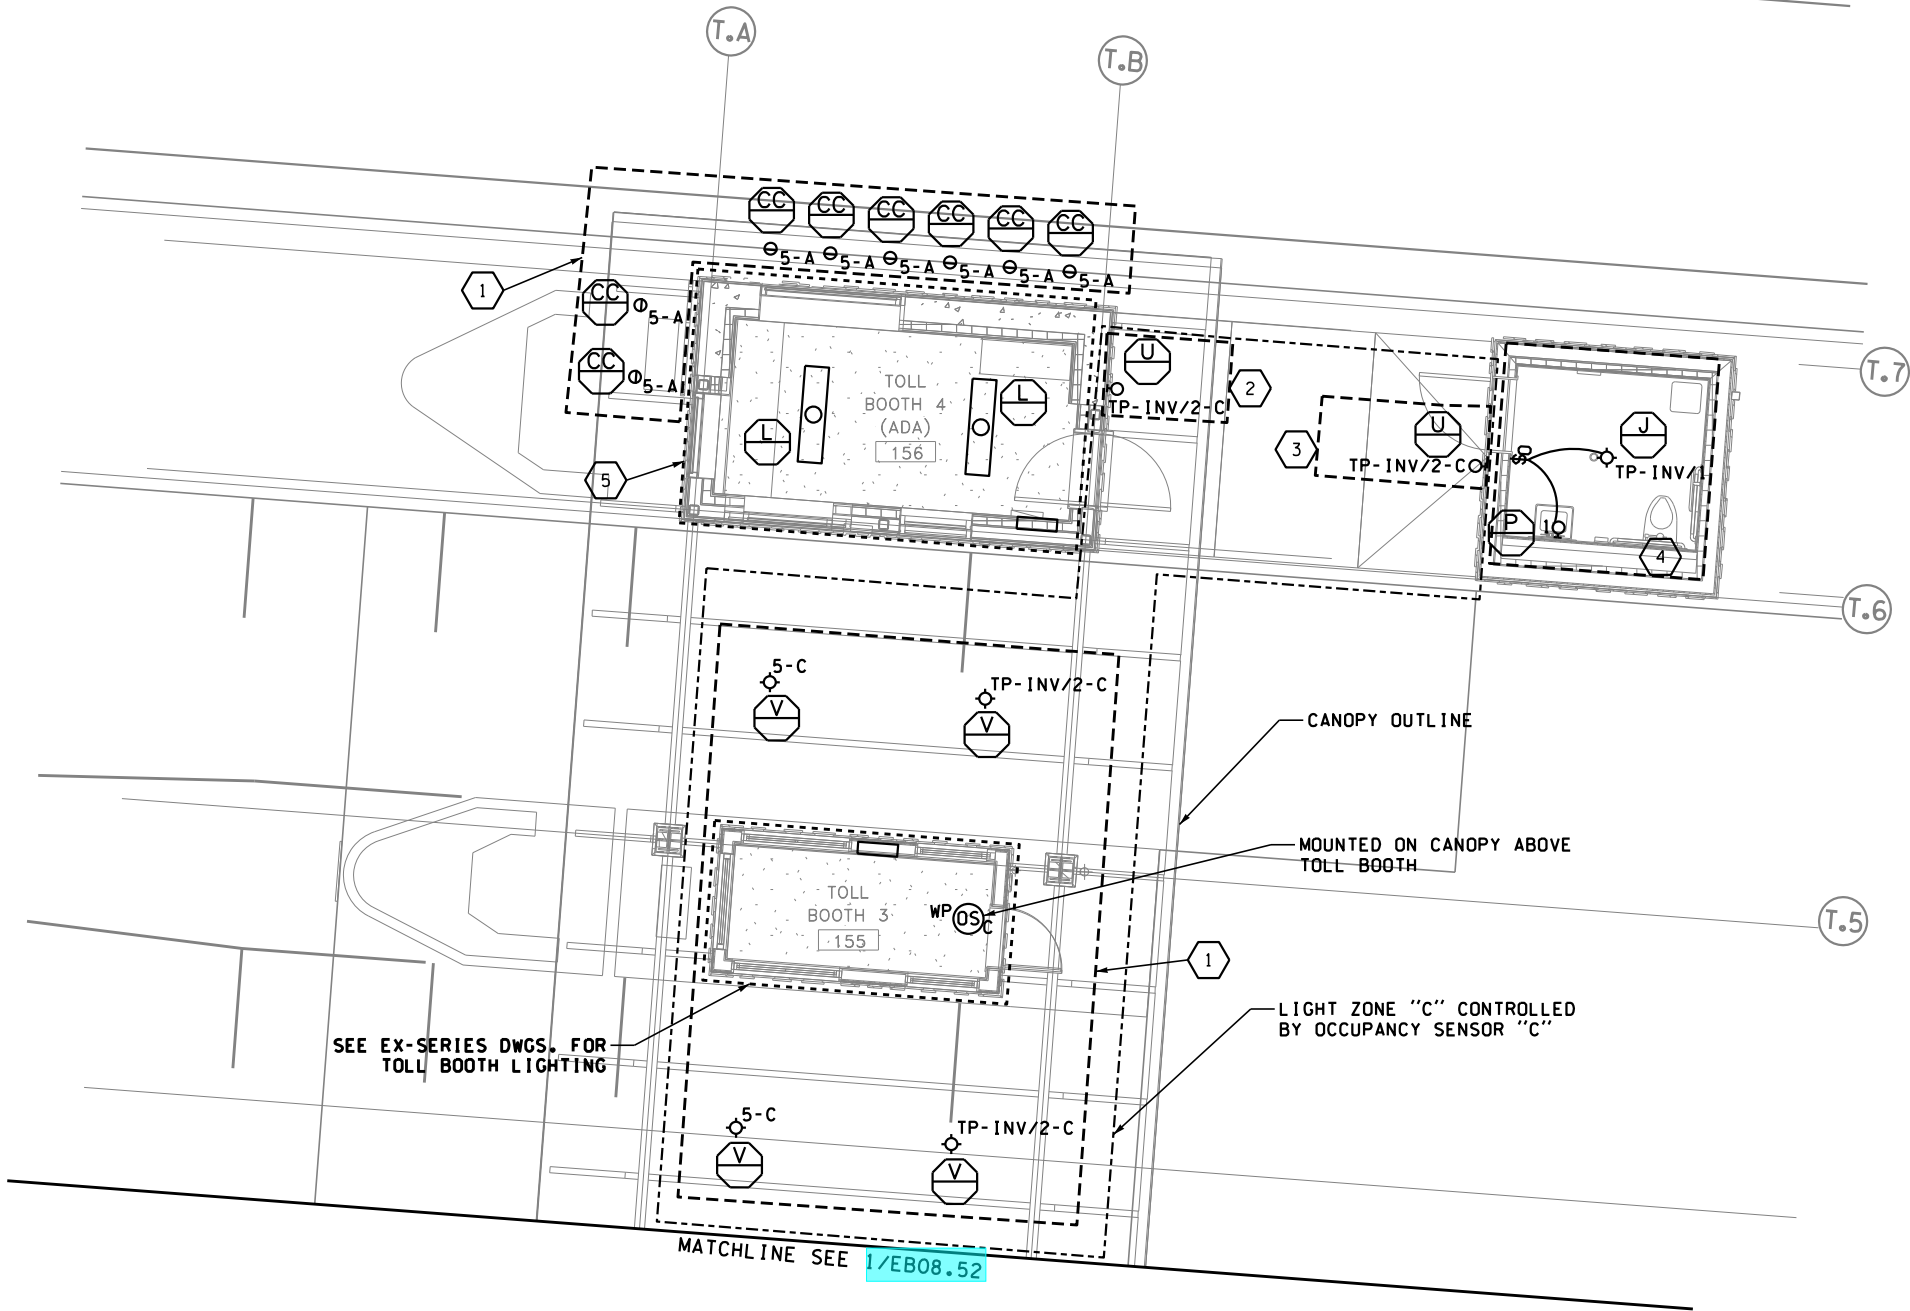 T.A
T.B
CC CC CC CC CC CC
5-A 5-A 5-A 5-A 5-A 5-A
1
CC
5-A
CC
5-A
U
2
TP-INV/2-C
T.7
TOLL
BOOTH 4
(ADA)
156
L
L
5
3
U
TP-INV/2-C
J
SO
TP-INV/1
P
1
4
T.6
5-C
V
TP-INV/2-C
V
CANOPY OUTLINE
MOUNTED ON CANOPY ABOVE
TOLL BOOTH
TOLL
BOOTH 3
155
WP OS C
T.5
1
LIGHT ZONE "C" CONTROLLED
BY OCCUPANCY SENSOR "C"
SEE EX-SERIES DWGS. FOR
TOLL BOOTH LIGHTING
5-C
V
TP-INV/2-C
V
MATCHLINE SEE 1/EB08.52